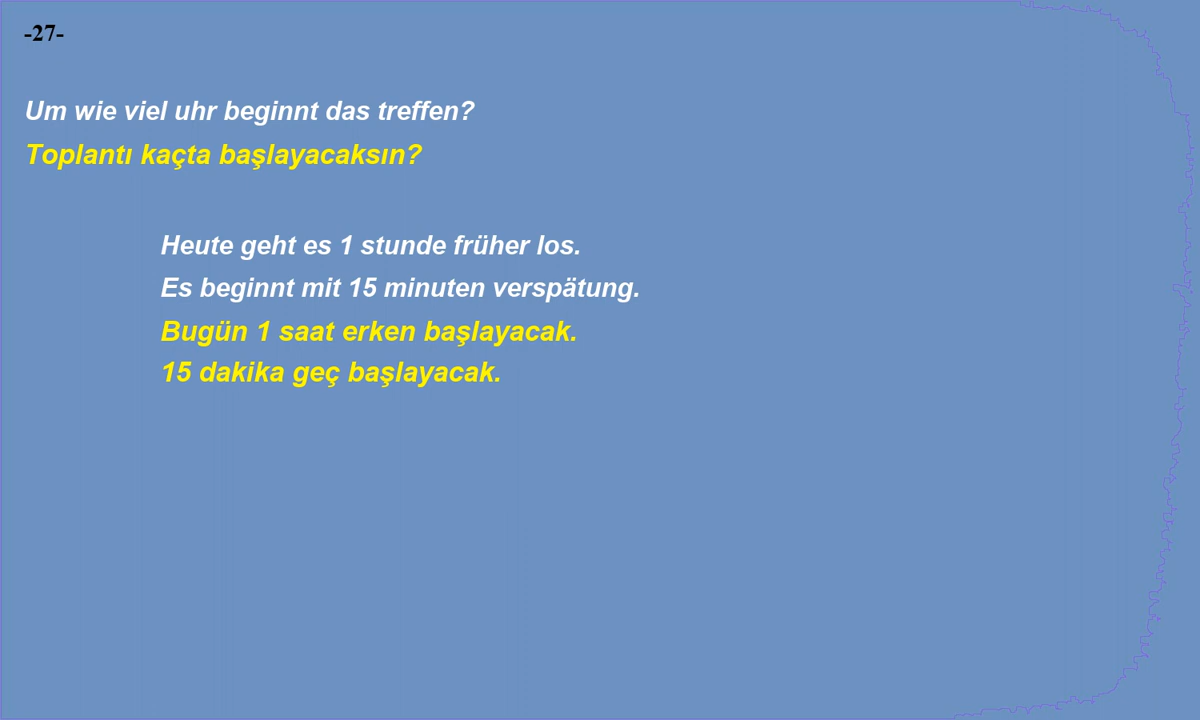 -27-
Um wie viel uhr beginnt das treffen?
Toplantı kaçta başlayacaksın?
Heute geht es 1 stunde früher los.
Es beginnt mit 15 minuten verspätung.
Bugün 1 saat erken başlayacak.
15 dakika geç başlayacak.